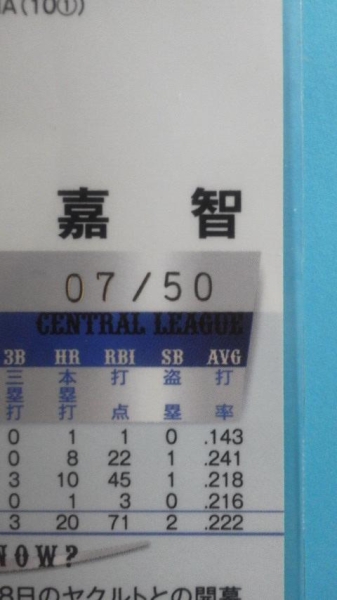 IA(10①)
嘉 智
07/50
CENTRAL LEAGUE
3B HR RBI SB AVG
三塁打 本塁打 打点 盗塁 打率
0 1 1 0 .143
0 8 22 1 .241
3 10 45 1 .218
0 1 3 0 .216
3 20 71 2 .222
NOW?
8日のヤクルトとの開幕